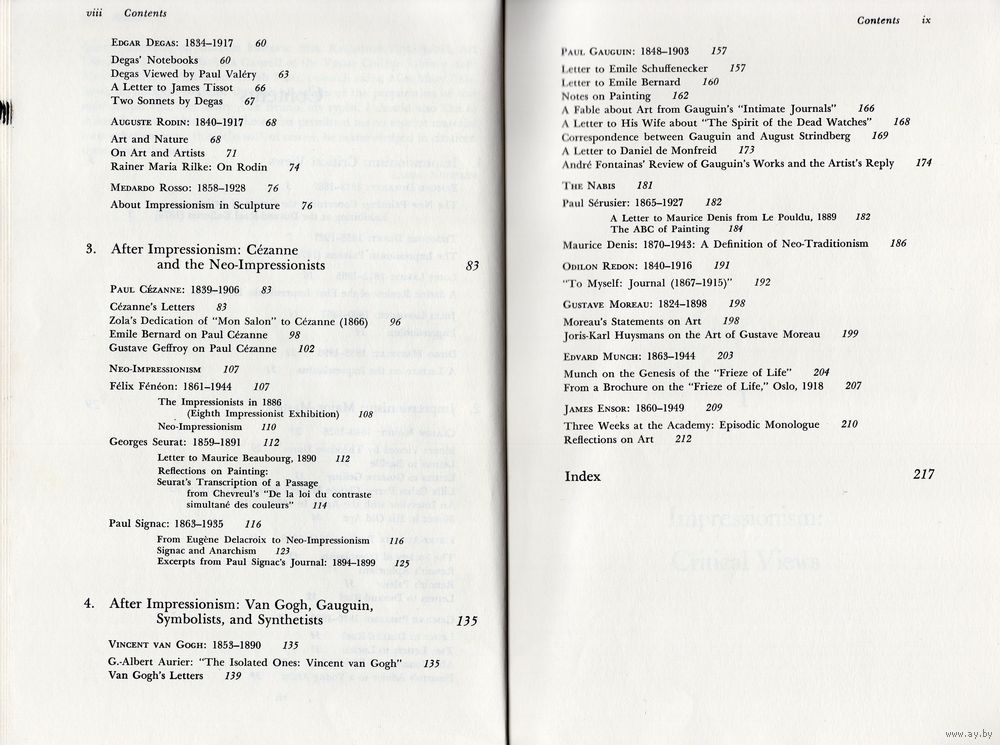 viii Contents
EDGAR DEGAS: 1834–1917 60
Degas' Notebooks 60
Degas Viewed by Paul Valéry 63
A Letter to James Tissot 66
Two Sonnets by Degas 67
AUGUSTE RODIN: 1840–1917 68
Art and Nature 68
On Art and Artists 71
Rainer Maria Rilke: On Rodin 74
MEDARDO ROSSO: 1858–1928 76
About Impressionism in Sculpture 76
3. After Impressionism: Cézanne
and the Neo-Impressionists 83
PAUL CÉZANNE: 1839–1906 83
Cézanne's Letters 83
Zola's Dedication of "Mon Salon" to Cézanne (1866) 96
Emile Bernard on Paul Cézanne 98
Gustave Geffroy on Paul Cézanne 102
NEO-IMPRESSIONISM 107
Félix Fénéon: 1861–1944 107
The Impressionists in 1886
(Eighth Impressionist Exhibition) 108
Neo-Impressionism 110
Georges Seurat: 1859–1891 112
Letter to Maurice Beaubourg, 1890 112
Reflections on Painting:
Seurat's Transcription of a Passage
from Chevreul's "De la loi du contraste
simultané des couleurs" 114
Paul Signac: 1863–1935 116
From Eugène Delacroix to Neo-Impressionism 116
Signac and Anarchism 123
Excerpts from Paul Signac's Journal: 1894–1899 125
4. After Impressionism: Van Gogh, Gauguin,
Symbolists, and Synthetists 135
VINCENT VAN GOGH: 1853–1890 135
G.-Albert Aurier: "The Isolated Ones: Vincent van Gogh" 135
Van Gogh's Letters 139
Contents ix
PAUL GAUGUIN: 1848–1903 157
Letter to Emile Schuffenecker 157
Letter to Emile Bernard 160
Notes on Painting 162
A Fable about Art from Gauguin's "Intimate Journals" 166
A Letter to His Wife about "The Spirit of the Dead Watches" 168
Correspondence between Gauguin and August Strindberg 169
A Letter to Daniel de Monfreid 173
André Fontainas' Review of Gauguin's Works and the Artist's Reply 174
THE NABIS 181
Paul Sérusier: 1865–1927 182
A Letter to Maurice Denis from Le Pouldu, 1889 182
The ABC of Painting 184
Maurice Denis: 1870–1943: A Definition of Neo-Traditionism 186
ODILON REDON: 1840–1916 191
"To Myself: Journal (1867–1915)" 192
GUSTAVE MOREAU: 1824–1898 198
Moreau's Statements on Art 198
Joris-Karl Huysmans on the Art of Gustave Moreau 199
EDVARD MUNCH: 1863–1944 203
Munch on the Genesis of the "Frieze of Life" 204
From a Brochure on the "Frieze of Life," Oslo, 1918 207
JAMES ENSOR: 1860–1949 209
Three Weeks at the Academy: Episodic Monologue 210
Reflections on Art 212
Index 217
Impressionism:
Critical Views
www.ay.by